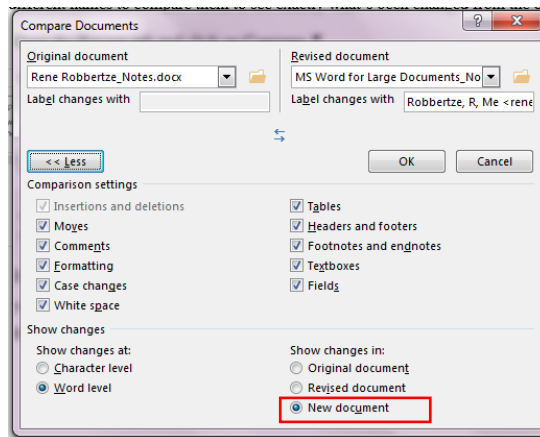 Compare Documents
Original document
Revised document
Rene Robbertze_Notes.docx
MS Word for Large Documents_No
Label changes with
Label changes with
Robbertze, R, Me <rene
<< Less
OK
Cancel
Comparison settings
Insertions and deletions
Tables
Moves
Headers and footers
Comments
Footnotes and endnotes
Formatting
Textboxes
Case changes
Fields
White space
Show changes
Show changes at:
Show changes in:
Character level
Original document
Word level
Revised document
New document